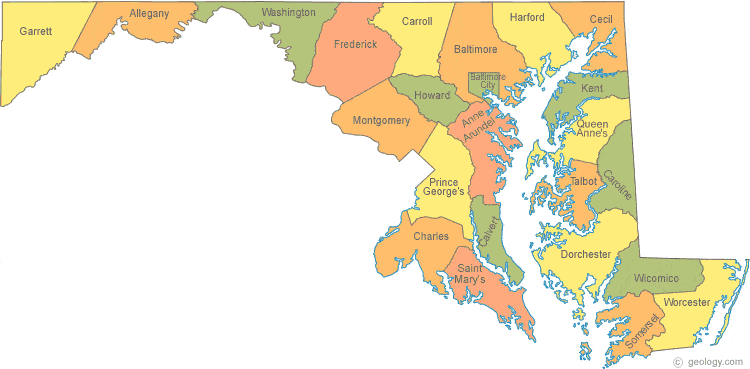 Garrett
Allegany
Washington
Frederick
Carroll
Baltimore
Harford
Cecil
Baltimore
City
Howard
Kent
Montgomery
Anne
Arundel
Queen
Anne's
Prince
George's
Talbot
Caroline
Calvert
Charles
Dorchester
Saint
Mary's
Wicomico
Worcester
Somerset
© geology.com